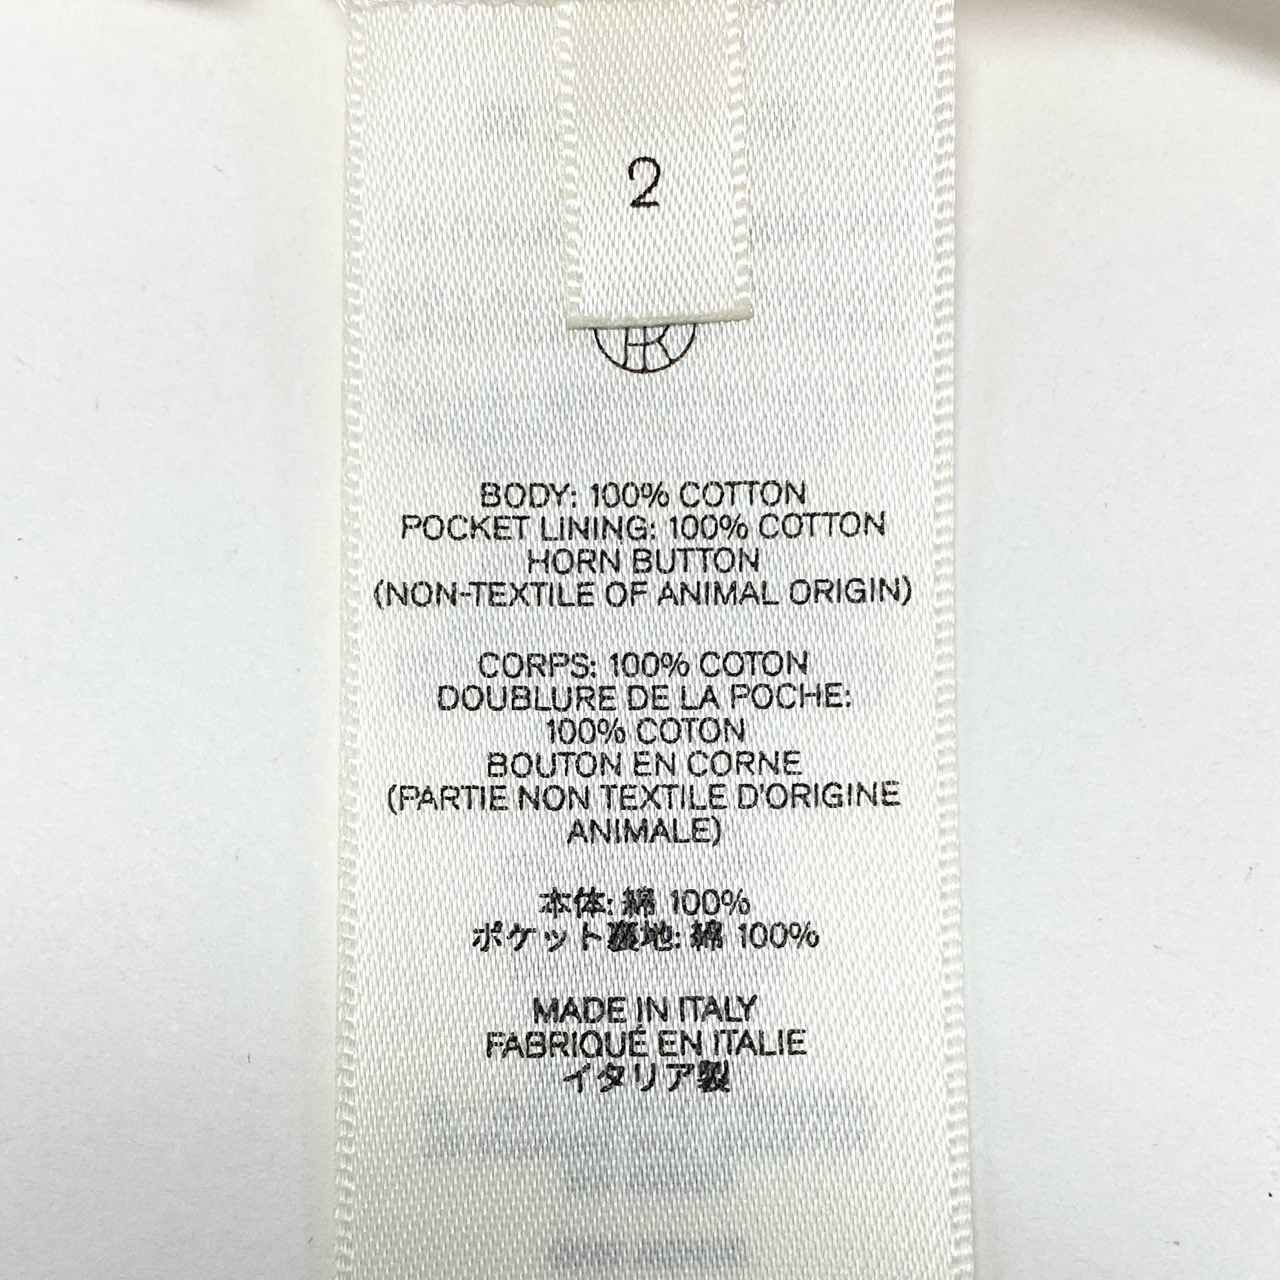 2
BODY: 100% COTTON
POCKET LINING: 100% COTTON
HORN BUTTON
(NON-TEXTILE OF ANIMAL ORIGIN)
CORPS: 100% COTON
DOUBLURE DE LA POCHE:
100% COTON
BOUTON EN CORNE
(PARTIE NON TEXTILE D'ORIGINE
ANIMALE)
本体: 綿 100%
ポケット裏地: 綿 100%
MADE IN ITALY
FABRIQUÉ EN ITALIE
イタリア製